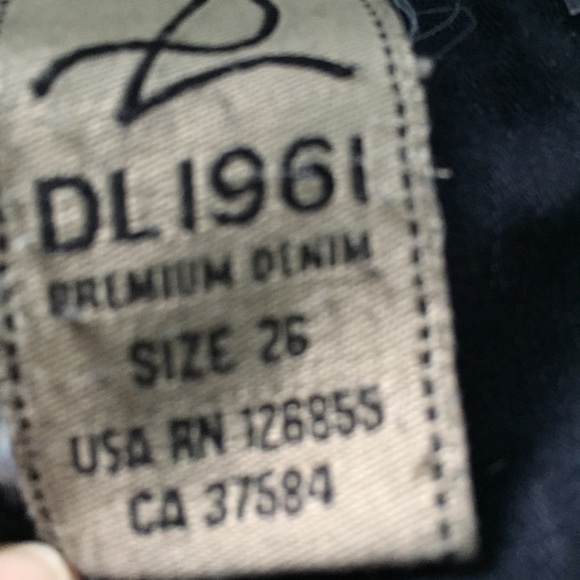 DL1961
PREMIUM DENIM
SIZE 26
USA RN 126855
CA 37584